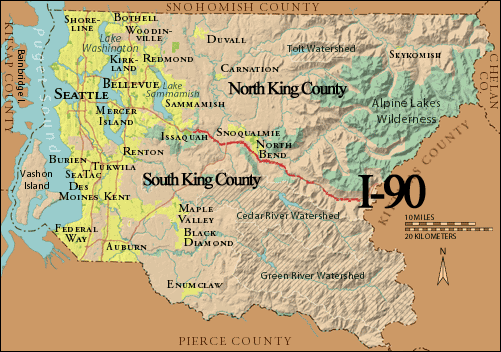 SNOHOMISH COUNTY
SHORE-
LINE
BOTHELL
WOODIN-
VILLE
Lake
Washington
KIRK-
LAND
REDMOND
DUVALL
Tolt Watershed
SKYKOMISH
KITSAP COUNTY
Bainbridge I.
Puget Sound
CHELAN
CO.
CARNATION
SEATTLE
BELLEVUE
Lake
Sammamish
SAMMAMISH
North King County
Alpine Lakes
Wilderness
MERCER
ISLAND
ISSAQUAH
SNOQUALMIE
NORTH
BEND
KITTITAS COUNTY
BURIEN
RENTON
TUKWILA
SEATAC
Vashon
Island
DES
MOINES
KENT
South King County
I-90
MAPLE
VALLEY
Cedar River Watershed
10 MILES
20 KILOMETERS
FEDERAL
WAY
AUBURN
BLACK
DIAMOND
N
Green River Watershed
ENUMCLAW
PIERCE COUNTY